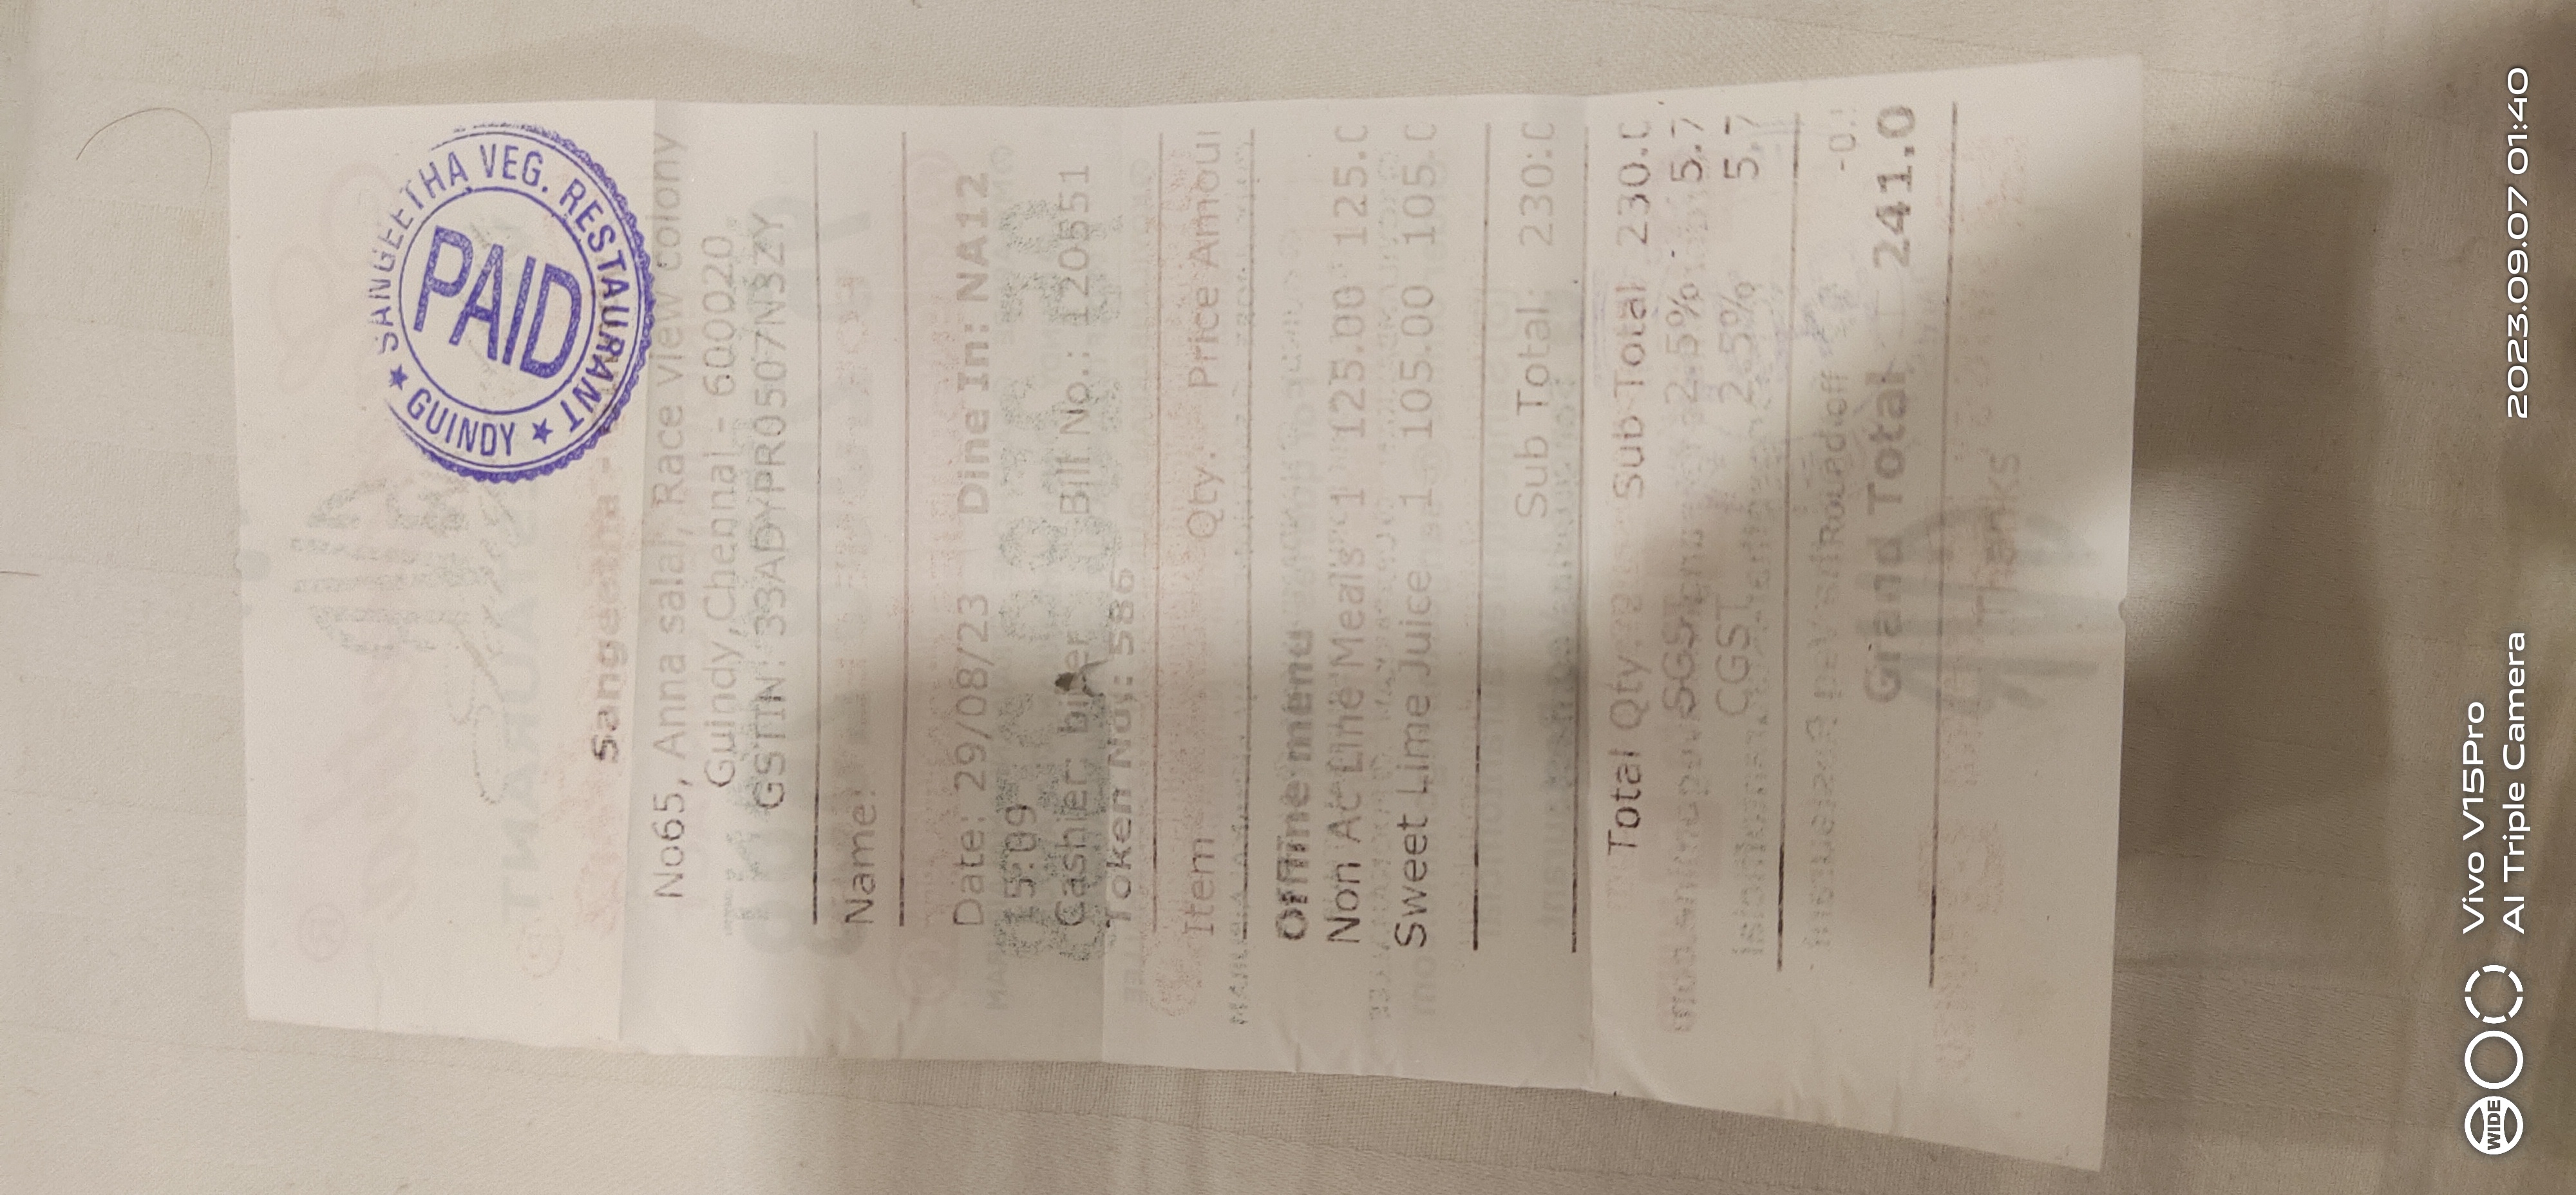 SANGEETHA VEG. RESTAURANT ★ GUINDY ★
PAID
Sangeetha -
No65, Anna salai, Race view colony
Guindy,Chennai - 600020.
GSTIN: 33ADYPR0507N3ZY
Name:
Date: 29/08/23 Dine In: NA12
15:09
Cashier: biller Bill No.: 120551
Token No.: 586
Item Qty. Price Amou
Offline menu
Non Ac Line Meals 1 125.00 125.0
Sweet Lime Juice 1 105.00 105.0
Sub Total: 230.0
Total Qty: Sub Total 230.0
SGST 2.5% 5.7
CGST 2.5% 5.7
Round off -0.
Grand Total 241.0
Thanks
WIDE
Vivo V15Pro
AI Triple Camera
2023.09.07 01:40